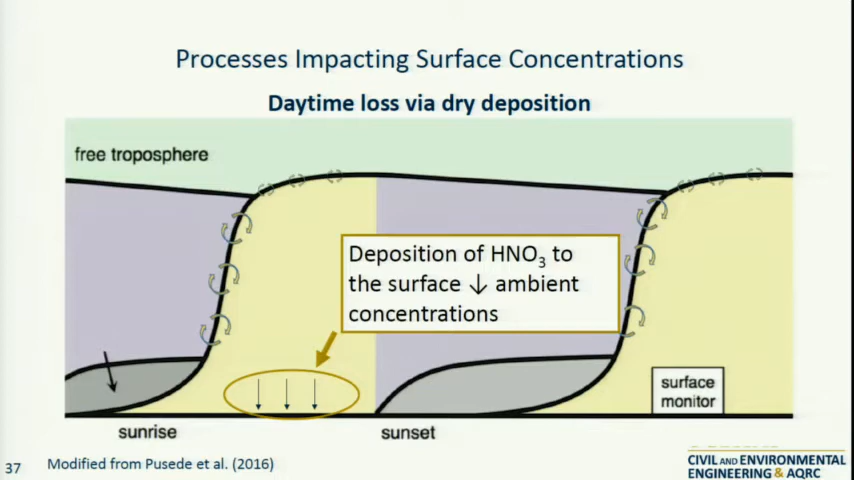 Processes Impacting Surface Concentrations
Daytime loss via dry deposition
free troposphere
Deposition of HNO₃ to
the surface ↓ ambient
concentrations
surface
monitor
sunrise
sunset
37
Modified from Pusede et al. (2016)
CIVIL AND ENVIRONMENTAL
ENGINEERING & AQRC